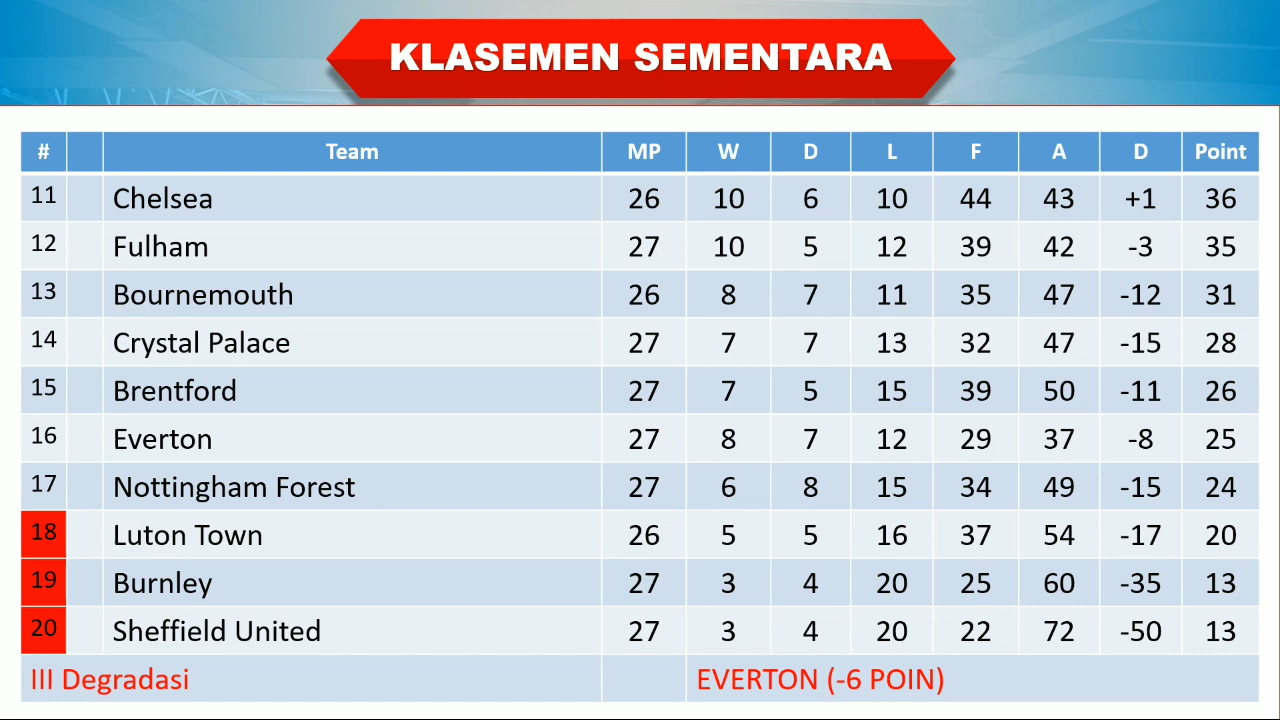 KLASEMEN SEMENTARA
# Team MP W D L F A D Point
11 Chelsea 26 10 6 10 44 43 +1 36
12 Fulham 27 10 5 12 39 42 -3 35
13 Bournemouth 26 8 7 11 35 47 -12 31
14 Crystal Palace 27 7 7 13 32 47 -15 28
15 Brentford 27 7 5 15 39 50 -11 26
16 Everton 27 8 7 12 29 37 -8 25
17 Nottingham Forest 27 6 8 15 34 49 -15 24
18 Luton Town 26 5 5 16 37 54 -17 20
19 Burnley 27 3 4 20 25 60 -35 13
20 Sheffield United 27 3 4 20 22 72 -50 13
III Degradasi EVERTON (-6 POIN)